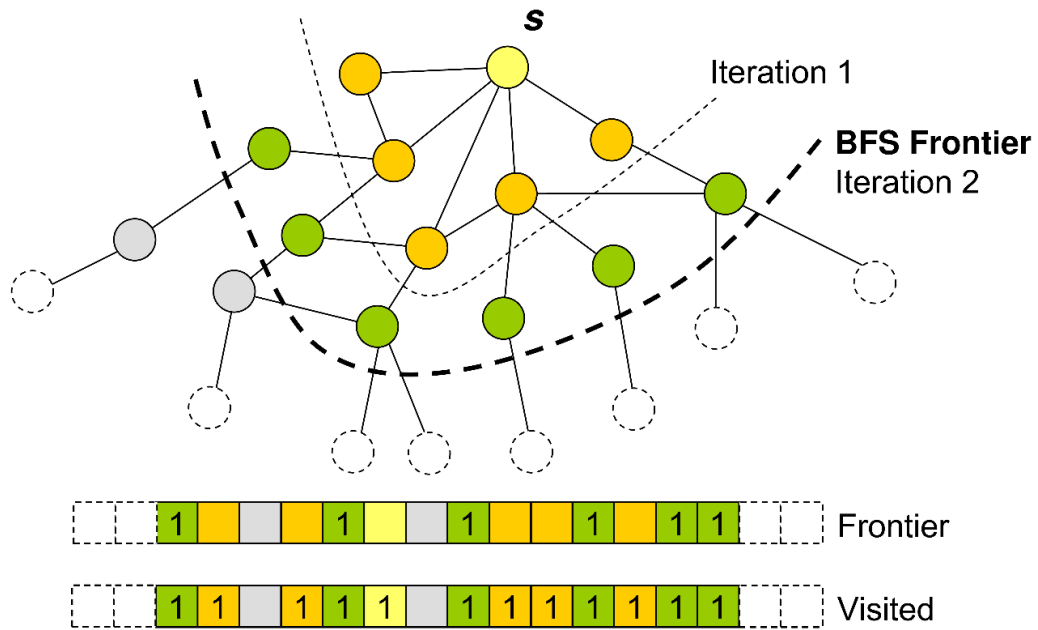 s
Iteration 1
BFS Frontier
Iteration 2
1 1 1 1 1 1 Frontier
1 1 1 1 1 1 1 1 1 1 1 1 Visited